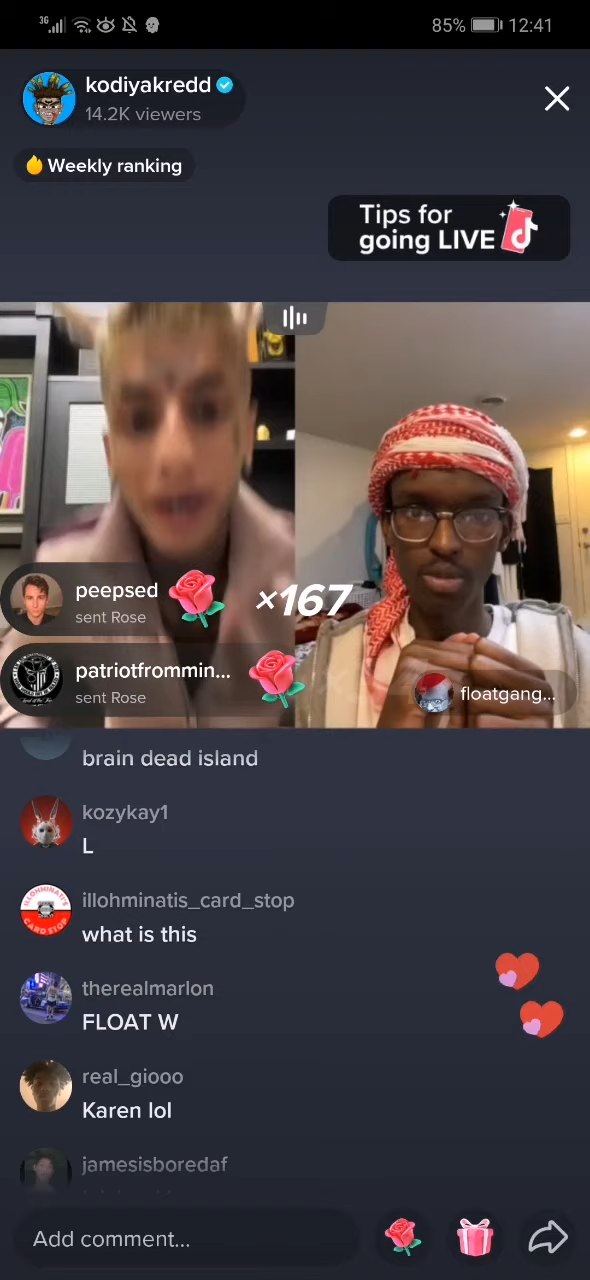 3G
85% 12:41
kodiyakredd
14.2K viewers
Weekly ranking
Tips for
going LIVE
peepsed
sent Rose
×167
patriotfrommin...
sent Rose
floatgang...
brain dead island
kozykay1
L
illohminatis_card_stop
what is this
therealmarlon
FLOAT W
real_giooo
Karen lol
jamesisboredaf
Add comment...